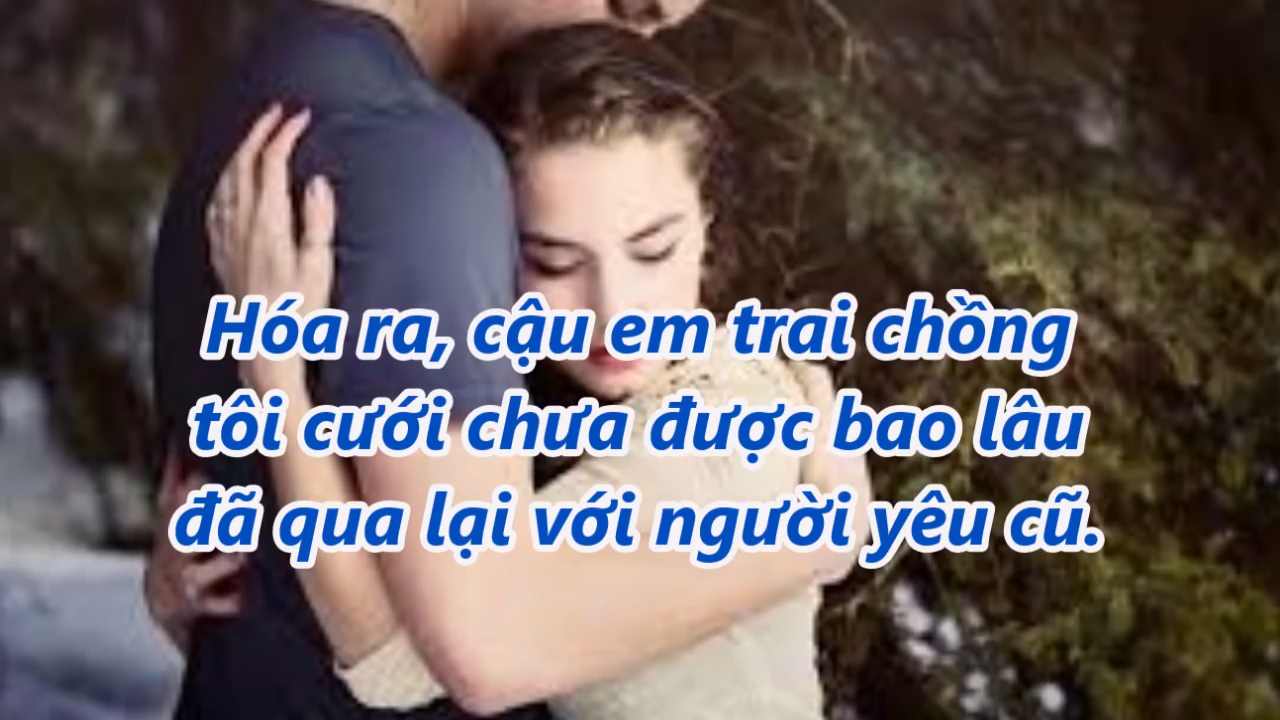 Hóa ra, cậu em trai chồng
tôi cưới chưa được bao lâu
đã qua lại với người yêu cũ.